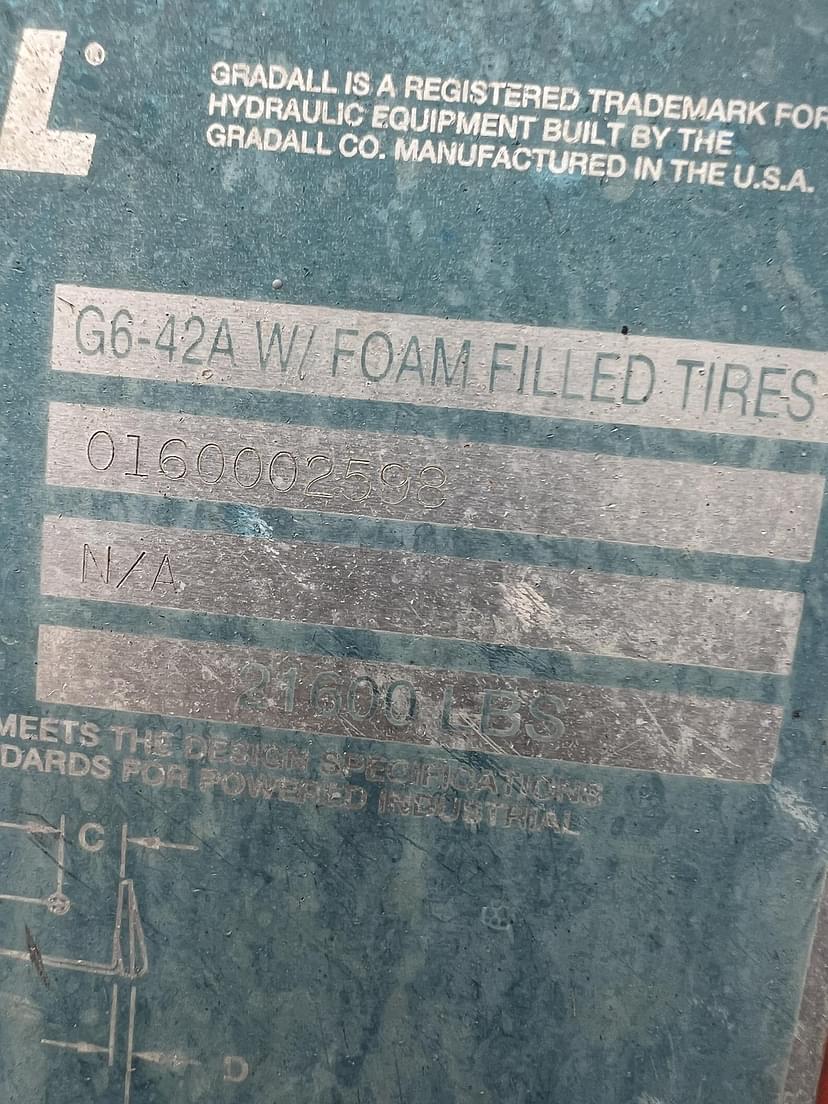 L®
GRADALL IS A REGISTERED TRADEMARK FOR
HYDRAULIC EQUIPMENT BUILT BY THE
GRADALL CO. MANUFACTURED IN THE U.S.A.
G6-42A W/ FOAM FILLED TIRES
0160002598
N/A
21600 LBS
MEETS THE DESIGN SPECIFICATIONS
DARDS FOR POWERED INDUSTRIAL
C
D